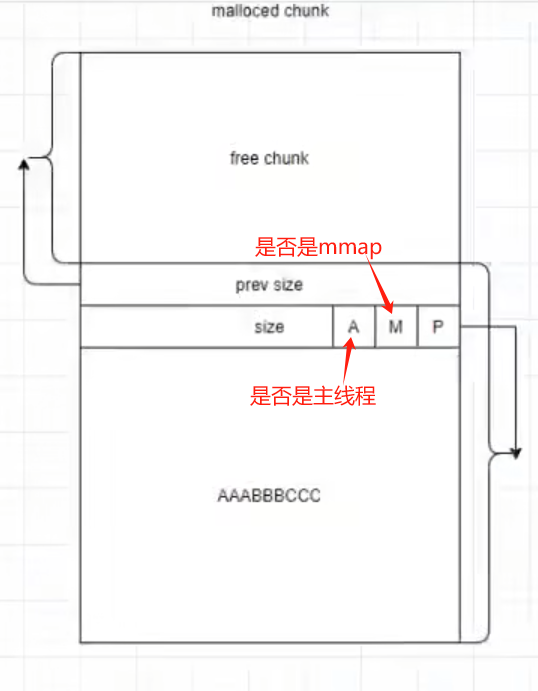 malloced chunk
free chunk
是否是mmap
prev size
size A M P
是否是主线程
AAABBBCCC